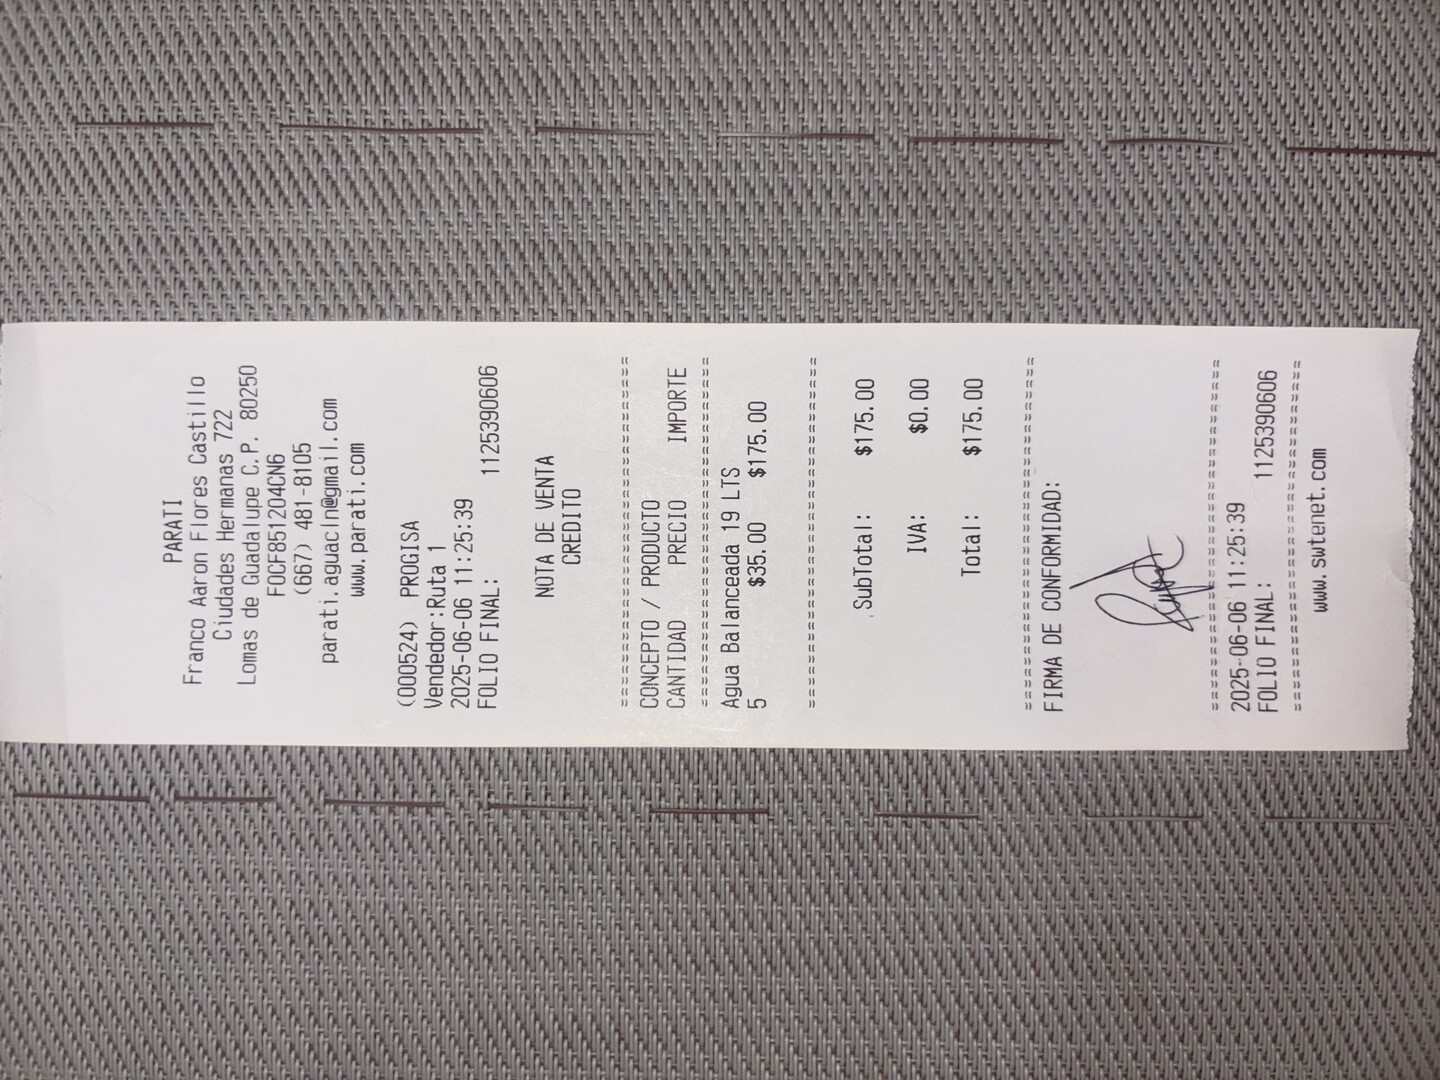 PARATI
Franco Aaron Flores Castillo
Ciudades Hermanas 722
Lomas de Guadalupe C.P. 80250
FOCF851204CN6
(667) 481-8105
parati.aguacln@gmail.com
www.parati.com
(000524) PROGISA
Vendedor:Ruta 1
2025-06-06 11:25:39
FOLIO FINAL: 1125390606
NOTA DE VENTA
CREDITO
================================
CONCEPTO / PRODUCTO
CANTIDAD PRECIO IMPORTE
================================
Agua Balanceada 19 LTS
5 $35.00 $175.00
================================
SubTotal: $175.00
IVA: $0.00
Total: $175.00
================================
FIRMA DE CONFORMIDAD:
================================
2025-06-06 11:25:39
FOLIO FINAL: 1125390606
================================
www.swtenet.com